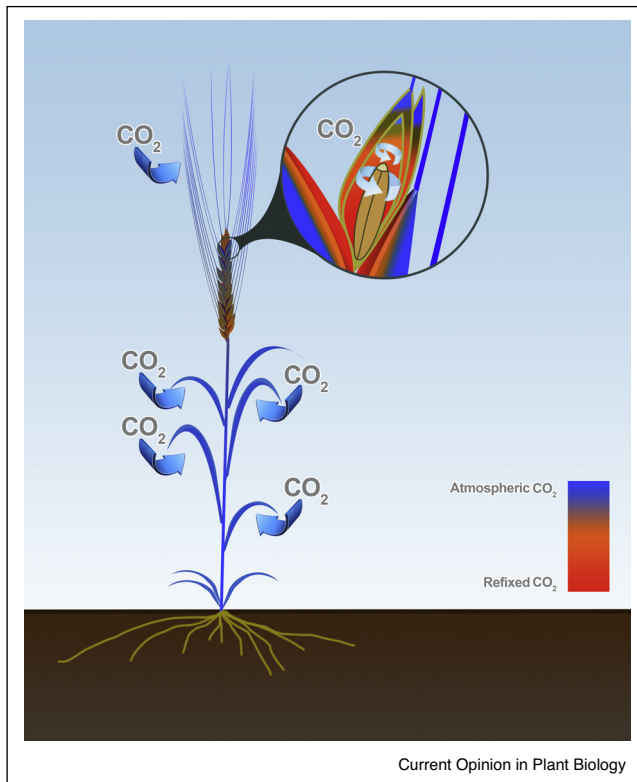 CO₂
CO₂
CO₂
CO₂
CO₂
CO₂
Atmospheric CO₂
Refixed CO₂
Current Opinion in Plant Biology